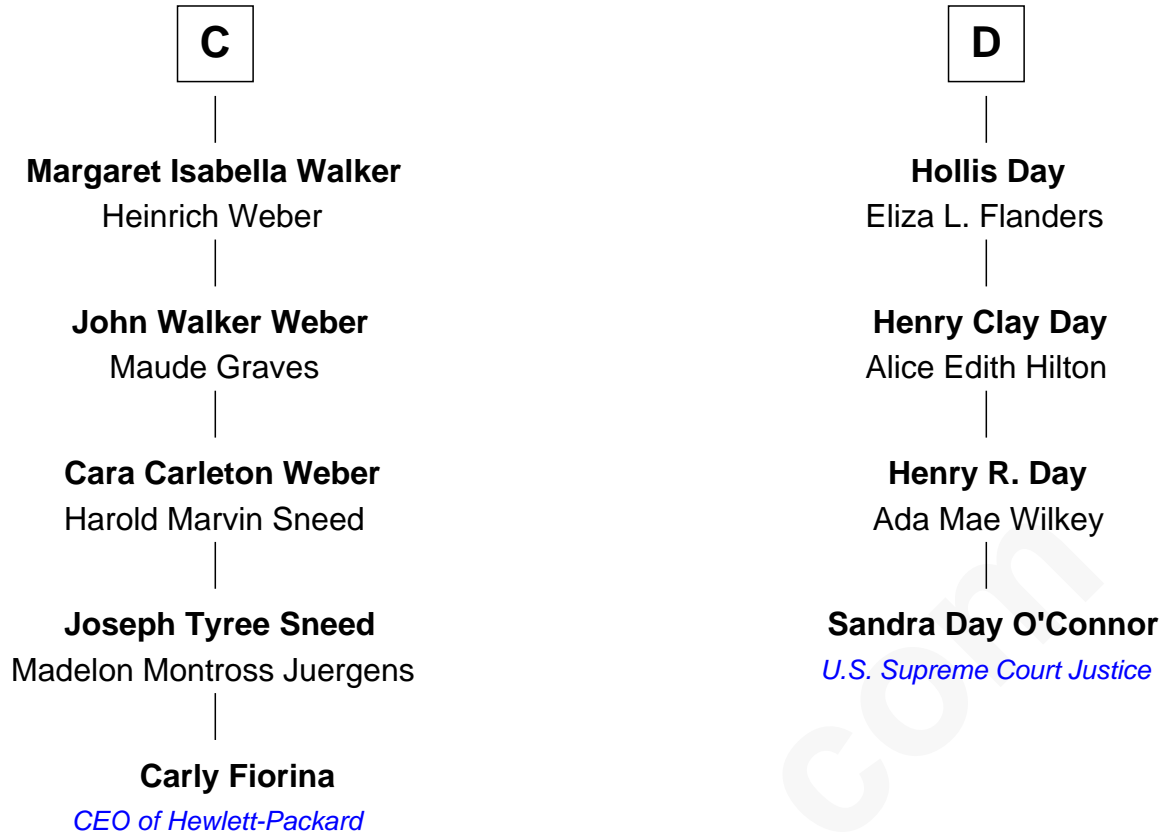 C
Margaret Isabella Walker
Heinrich Weber
John Walker Weber
Maude Graves
Cara Carleton Weber
Harold Marvin Sneed
Joseph Tyree Sneed
Madelon Montross Juergens
Carly Fiorina
CEO of Hewlett-Packard
D
Hollis Day
Eliza L. Flanders
Henry Clay Day
Alice Edith Hilton
Henry R. Day
Ada Mae Wilkey
Sandra Day O'Connor
U.S. Supreme Court Justice
com